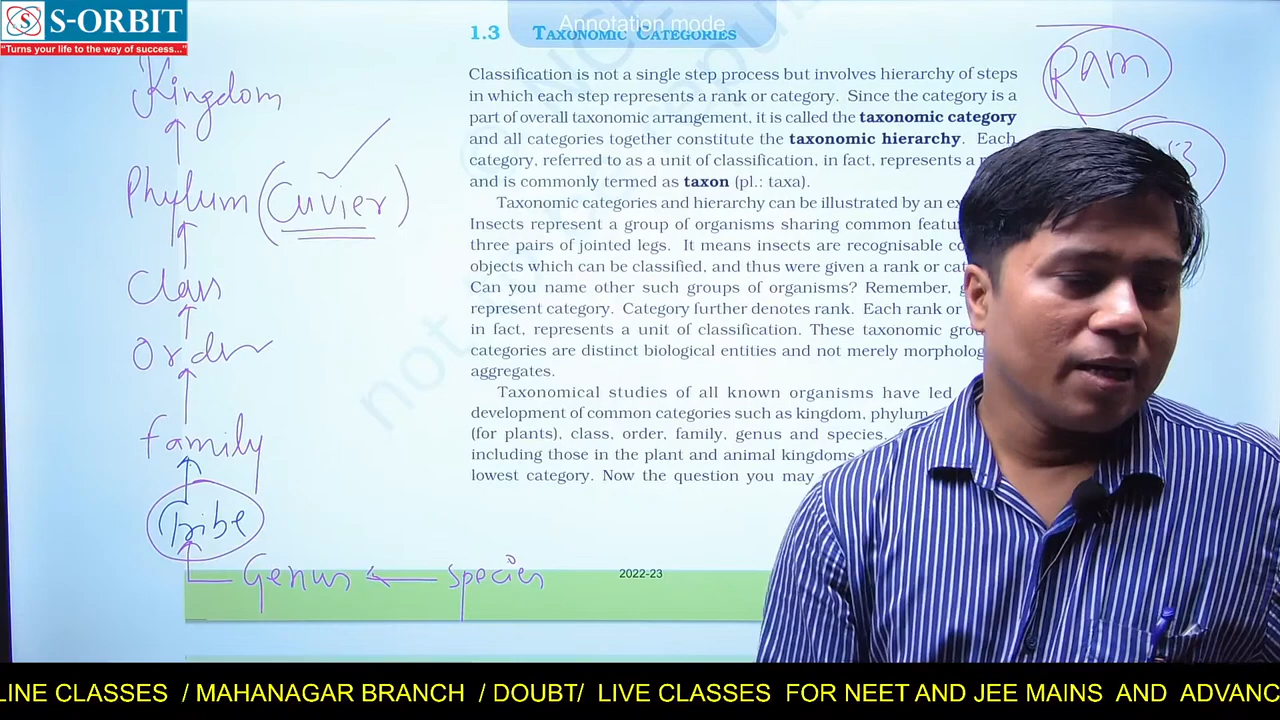 S-ORBIT
"Turns your life to the way of success..."
Annotation mode
1.3 TAXONOMIC CATEGORIES
Classification is not a single step process but involves hierarchy of steps
in which each step represents a rank or category. Since the category is a
part of overall taxonomic arrangement, it is called the taxonomic category
and all categories together constitute the taxonomic hierarchy. Each
category, referred to as a unit of classification, in fact, represents a
and is commonly termed as taxon (pl.: taxa).
Taxonomic categories and hierarchy can be illustrated by an
Insects represent a group of organisms sharing common
three pairs of jointed legs. It means insects are recognisable
objects which can be classified, and thus were given a rank or
Can you name other such groups of organisms? Remember,
represent category. Category further denotes rank. Each rank or
in fact, represents a unit of classification. These taxonomic
categories are distinct biological entities and not merely
aggregates.
Taxonomical studies of all known organisms have led
development of common categories such as kingdom, phylum
(for plants), class, order, family, genus and species.
including those in the plant and animal kingdoms
lowest category. Now the question you may
2022-23
Kingdom
Phylum (Cuvier)
Class
Order
family
Tribe
Genus species
Ram
not
LINE CLASSES / MAHANAGAR BRANCH / DOUBT/ LIVE CLASSES FOR NEET AND JEE MAINS AND ADVANC